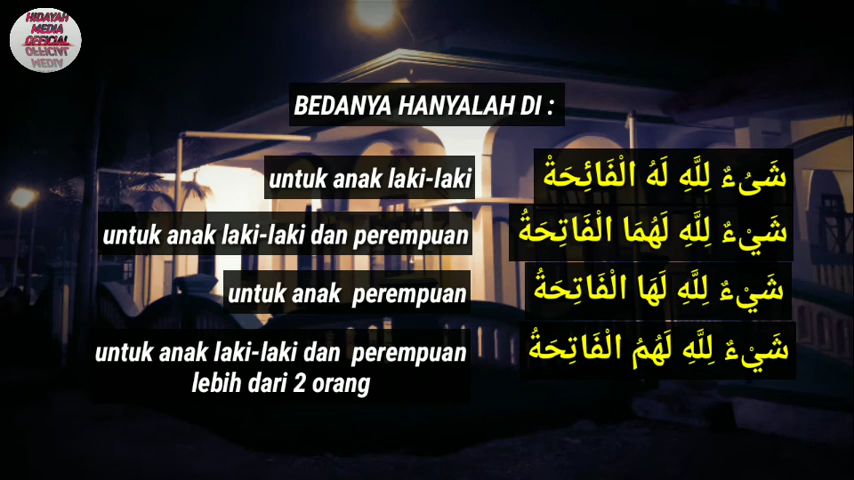 HIDAYAH
MEDIA
OFFICIAL
BEDANYA HANYALAH DI :
untuk anak laki-laki
شَىُٔءٌ لِلَّهِ لَهُ الْفَائِحَةْ
untuk anak laki-laki dan perempuan
شَيْءٌ لِلَّهِ لَهُمَا الْفَاتِحَةُ
untuk anak perempuan
شَيْءٌ لِلَّهِ لَهَا الْفَاتِحَةُ
untuk anak laki-laki dan perempuan
lebih dari 2 orang
شَيْءٌ لِلَّهِ لَهُمُ الْفَاتِحَةُ